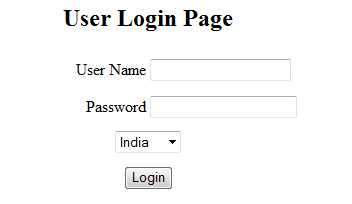 User Login Page
User Name
Password
India
Login